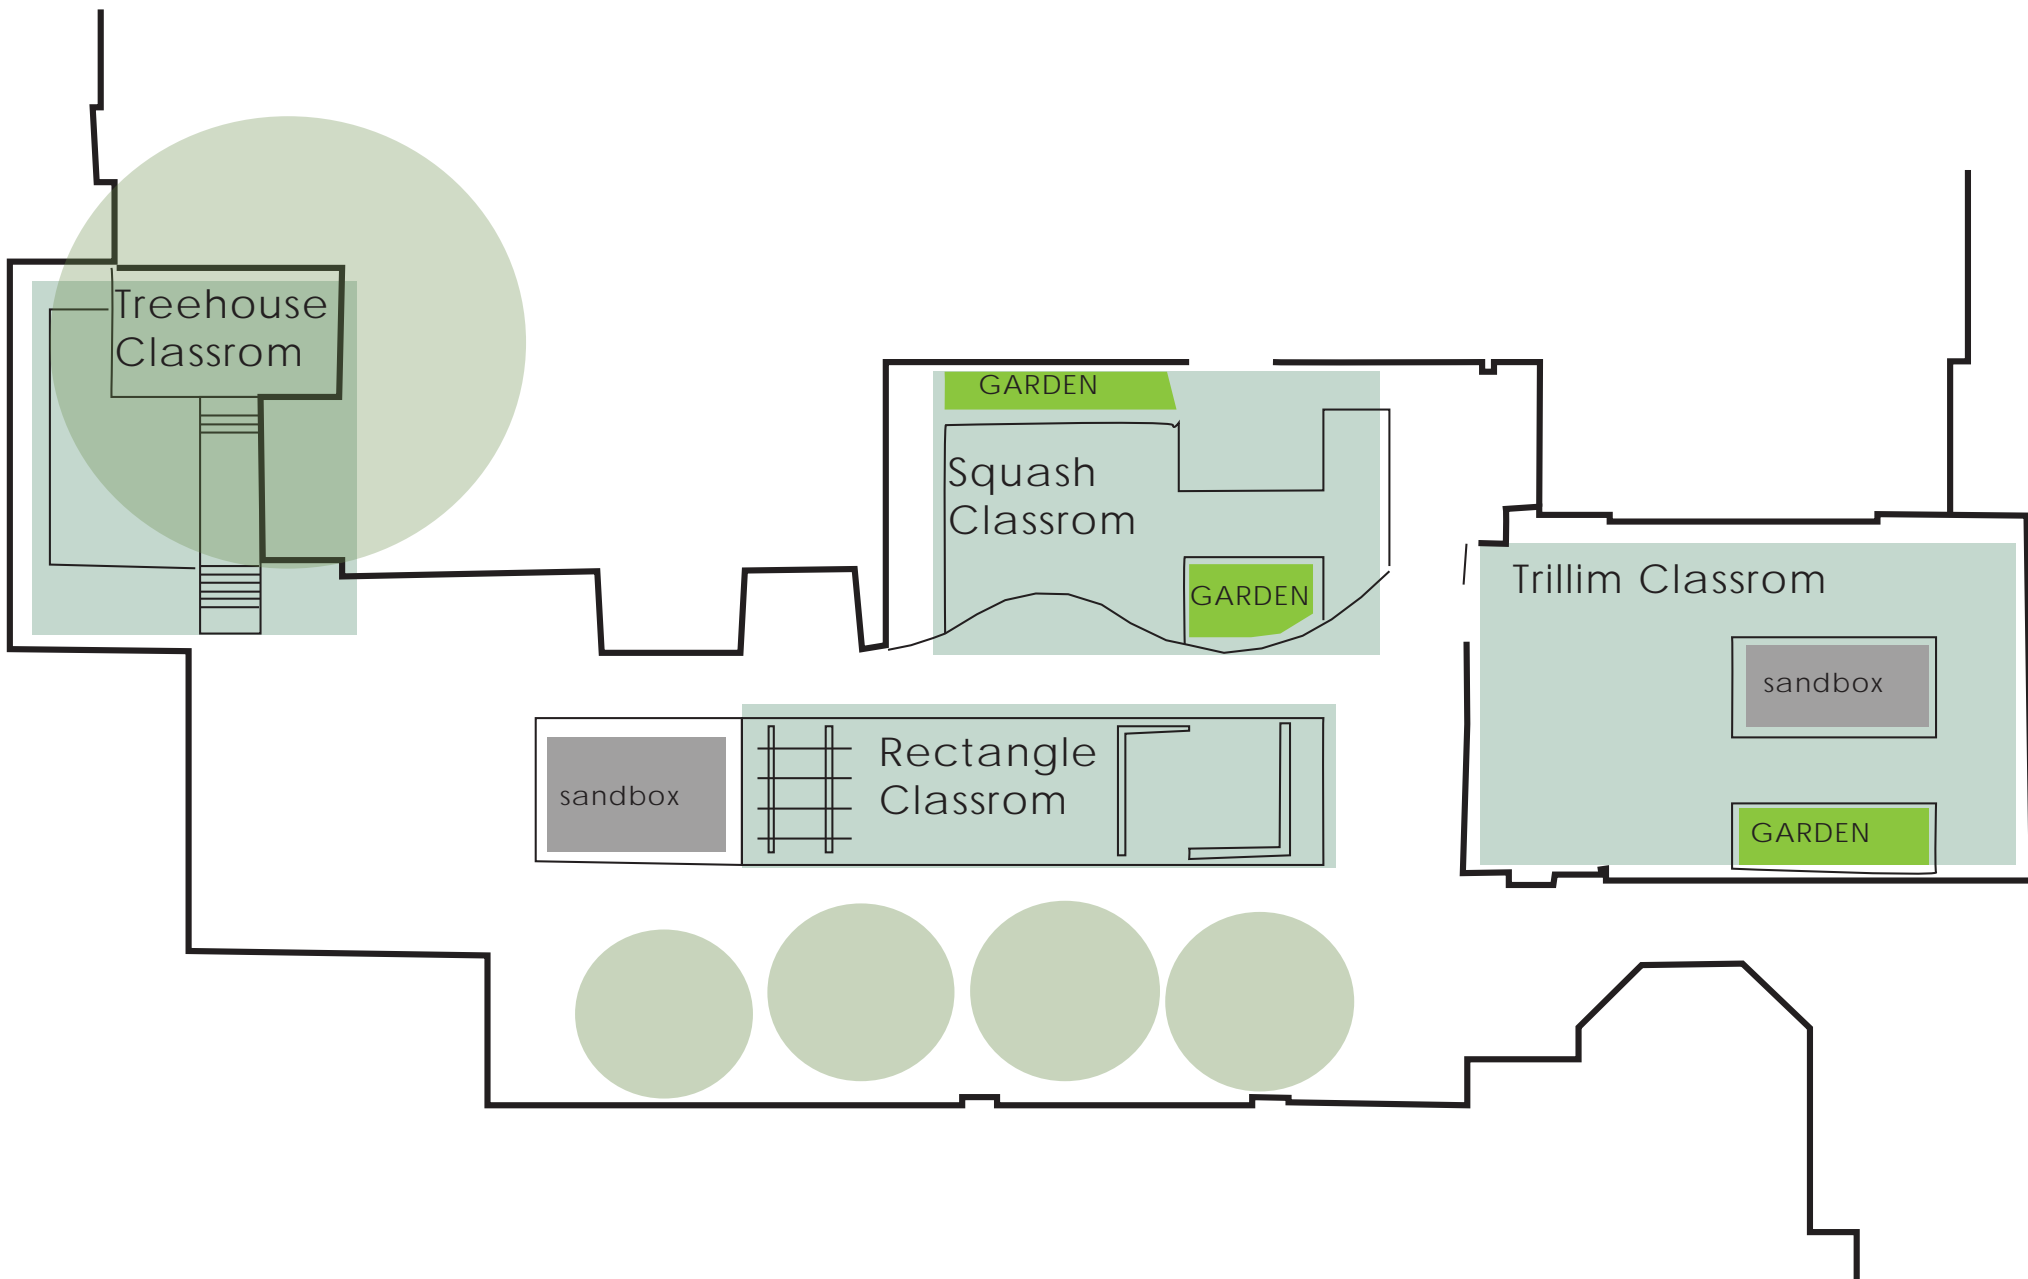 Treehouse
Classrom
GARDEN
Squash
Classrom
GARDEN
Trillim Classrom
sandbox
GARDEN
sandbox
Rectangle
Classrom